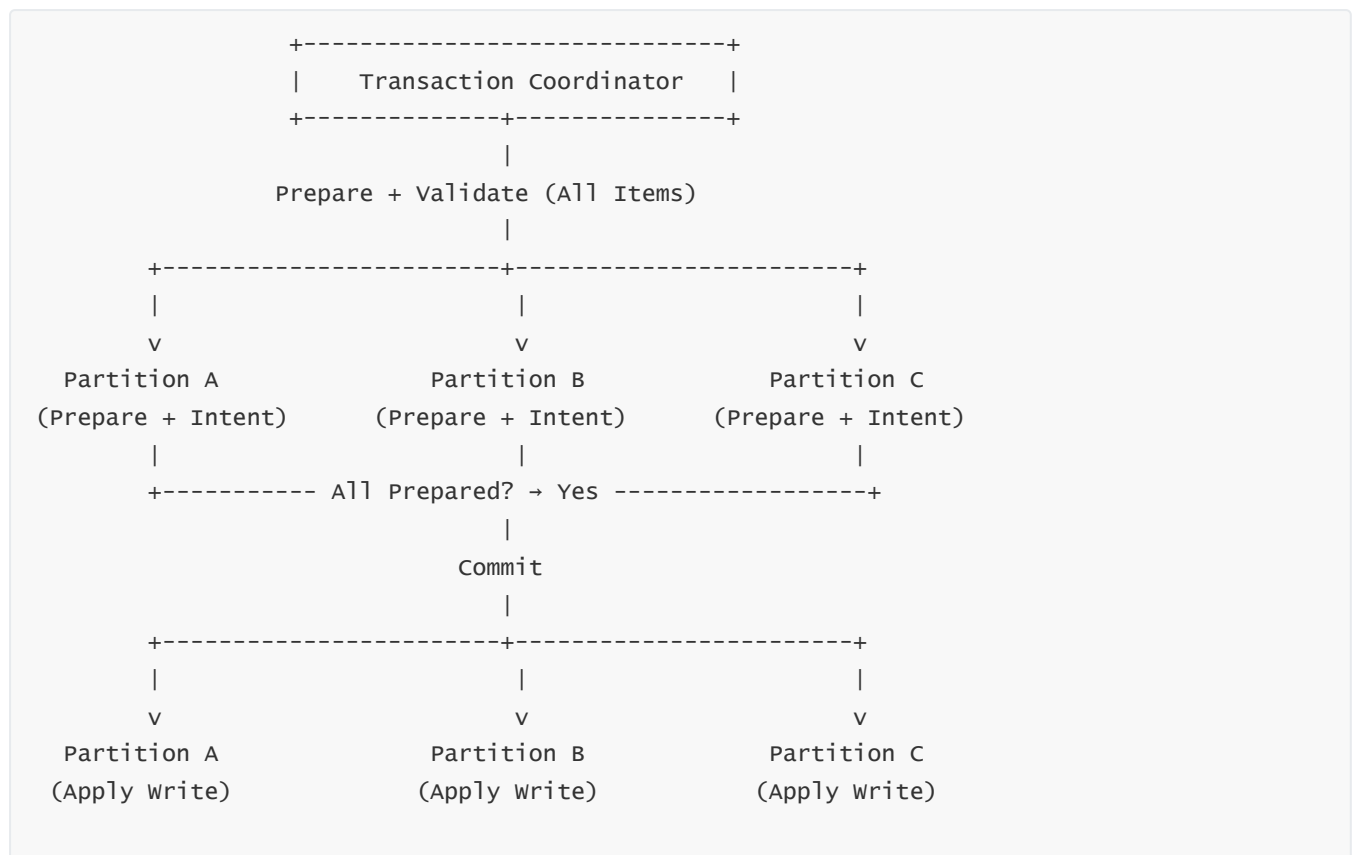 +------------------------------+
|    Transaction Coordinator   |
+--------------+---------------+
|
Prepare + Validate (All Items)
|
+------------------------+------------------------+
|                          |                        |
v                          v                        v
Partition A               Partition B             Partition C
(Prepare + Intent)      (Prepare + Intent)      (Prepare + Intent)
|                          |                        |
+----------- All Prepared? → Yes ------------------+
|
Commit
|
+------------------------+------------------------+
|                          |                        |
v                          v                        v
Partition A               Partition B             Partition C
(Apply Write)             (Apply Write)           (Apply Write)